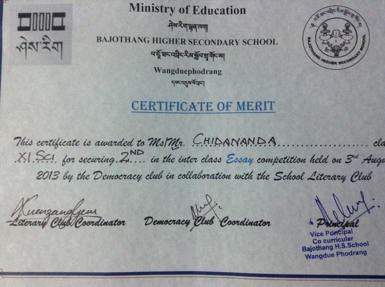 Ministry of Education
ཤེས་རིག
BAJOTHANG HIGHER SECONDARY SCHOOL
Wangduephodrang
CERTIFICATE OF MERIT
This certificate is awarded to Ms/Mr. CHIDANANDA
XI Sci for securing 2ND in the inter class Essay competition held on 3rd Augu
2013 by the Democracy club in collaboration with the School Literary Club
Literary Club Coordinator Democracy Club Coordinator Principal
Vice Principal
Co curricular
Bajothang H.S.School
Wangdue Phodrang